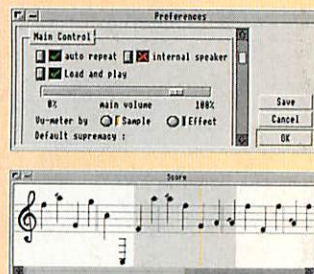 Preferences
Main Control
auto repeat internal speaker
Load and play
0% main volume 100%
Vu-meter by Sample Effect
Default supremacy :
Save
Cancel
OK
Score